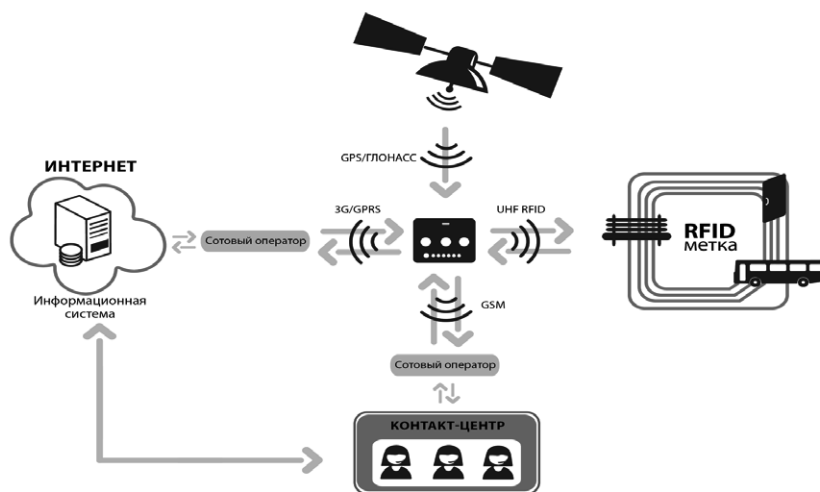 GPS/ГЛОНАСС
ИНТЕРНЕТ
3G/GPRS
UHF RFID
Сотовый оператор
RFID
метка
Информационная
система
GSM
Сотовый оператор
КОНТАКТ-ЦЕНТР